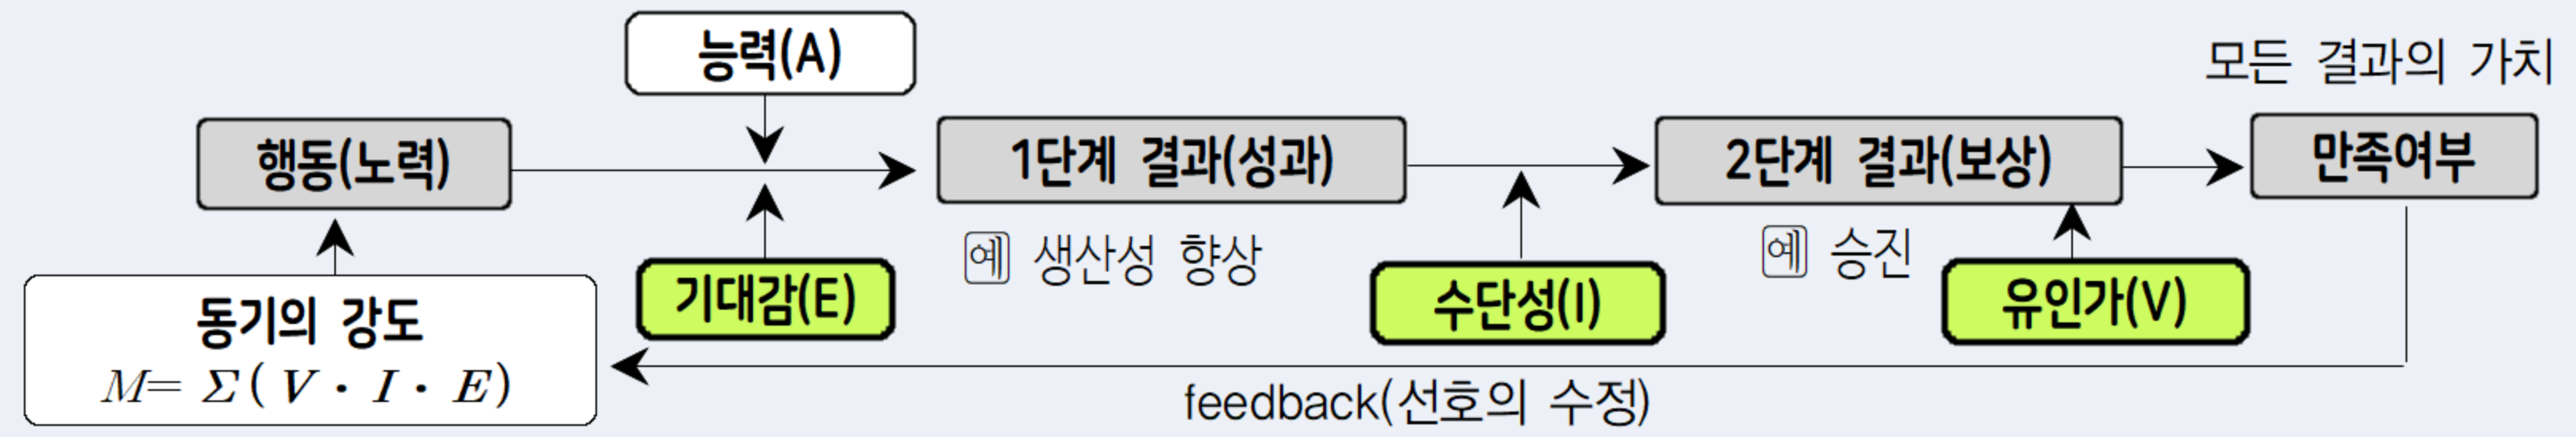 능력(A)
모든 결과의 가치
행동(노력)
1단계 결과(성과)
2단계 결과(보상)
만족여부
예 생산성 향상
예 승진
기대감(E)
수단성(I)
유인가(V)
동기의 강도
M= Σ( V · I · E)
feedback(선호의 수정)